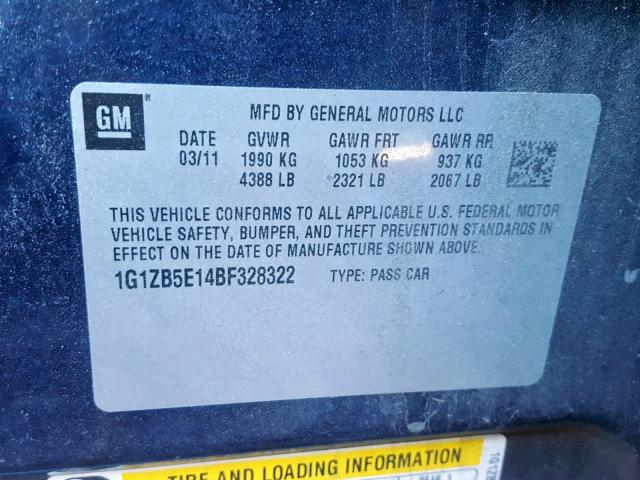 GM®
MFD BY GENERAL MOTORS LLC
DATE GVWR GAWR FRT GAWR RR
03/11 1990 KG 1053 KG 937 KG
4388 LB 2321 LB 2067 LB
THIS VEHICLE CONFORMS TO ALL APPLICABLE U.S. FEDERAL MOTOR
VEHICLE SAFETY, BUMPER, AND THEFT PREVENTION STANDARDS IN
EFFECT ON THE DATE OF MANUFACTURE SHOWN ABOVE.
1G1ZB5E14BF328322 TYPE: PASS CAR
TIRE AND LOADING INFORMATION